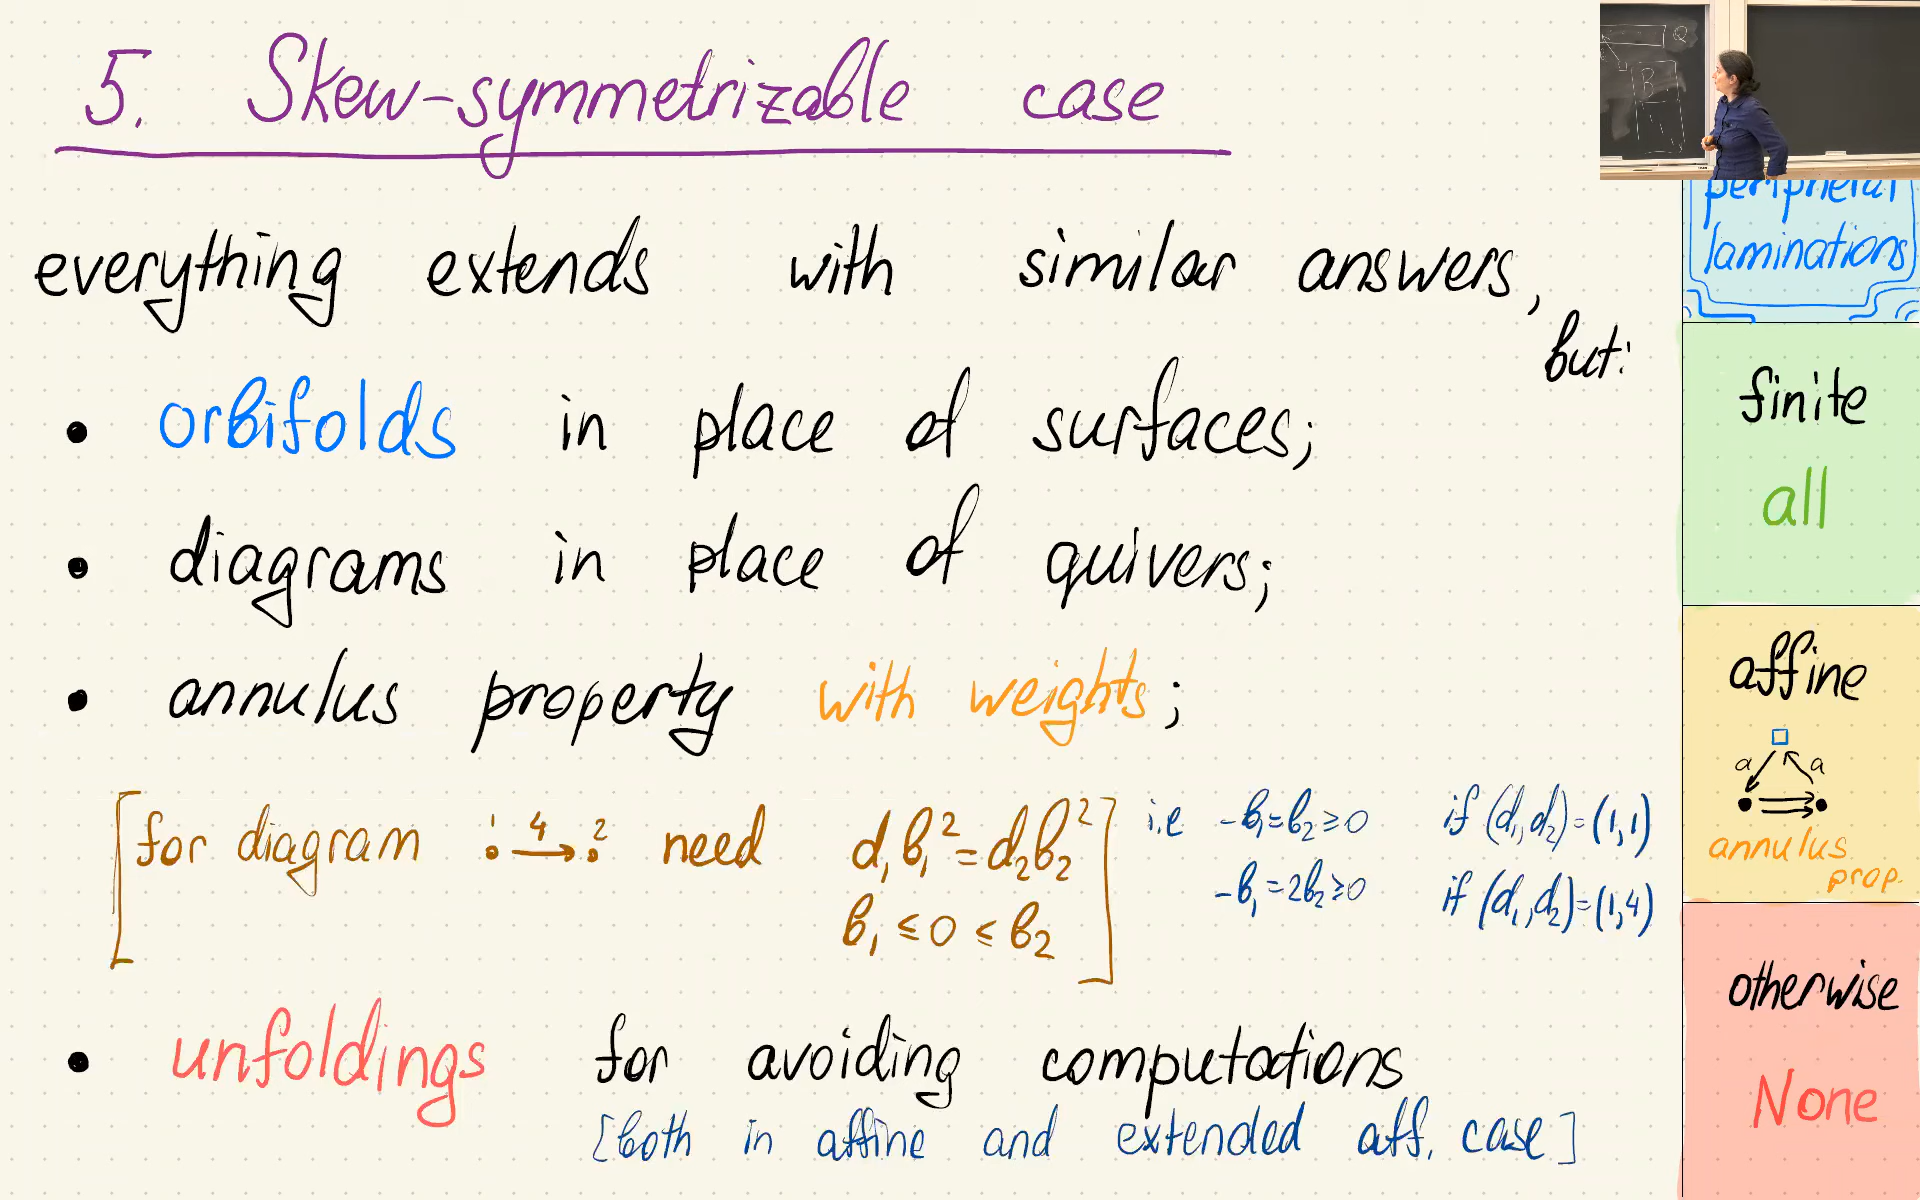 5. Skew-symmetrizable case
everything extends with similar answers,
but:
• orbifolds in place of surfaces;
• diagrams in place of quivers;
• annulus property with weights;
[for diagram 1 4→ 2 need d₁b₁² = d₂b₂²]
b₁ ≤ 0 ≤ b₂
i.e -b₁=b₂≥0 if (d₁,d₂)=(1,1)
-b₁=2b₂≥0 if (d₁,d₂)=(1,4)
• unfoldings for avoiding computations
[both in affine and extended aff. case]
Q
B
peripheral
laminations
finite
all
affine
a a
annulus
prop.
otherwise
None